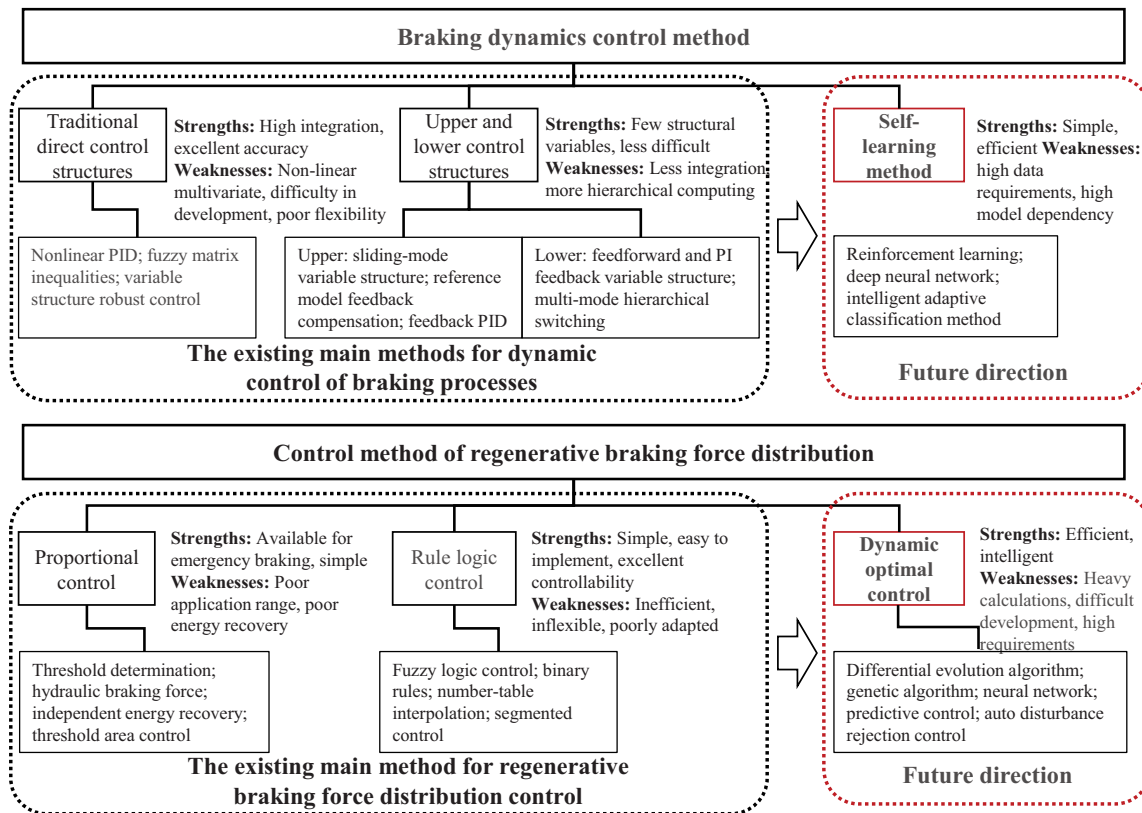 Braking dynamics control method
Traditional
direct control
structures
Strengths: High integration,
excellent accuracy
Weaknesses: Non-linear
multivariate, difficulty in
development, poor flexibility
Upper and
lower control
structures
Strengths: Few structural
variables, less difficult
Weaknesses: Less integration,
more hierarchical computing
Self-
learning
method
Strengths: Simple,
efficient Weaknesses:
high data
requirements, high
model dependency
Nonlinear PID; fuzzy matrix
inequalities; variable
structure robust control
Upper: sliding-mode
variable structure; reference
model feedback
compensation; feedback PID
Lower: feedforward and PI
feedback variable structure;
multi-mode hierarchical
switching
Reinforcement learning;
deep neural network;
intelligent adaptive
classification method
The existing main methods for dynamic
control of braking processes
Future direction
Control method of regenerative braking force distribution
Proportional
control
Strengths: Available for
emergency braking, simple
Weaknesses: Poor
application range, poor
energy recovery
Rule logic
control
Strengths: Simple, easy to
implement, excellent
controllability
Weaknesses: Inefficient,
inflexible, poorly adapted
Dynamic
optimal
control
Strengths: Efficient,
intelligent
Weaknesses: Heavy
calculations, difficult
development, high
requirements
Threshold determination;
hydraulic braking force;
independent energy recovery;
threshold area control
Fuzzy logic control; binary
rules; number-table
interpolation; segmented
control
Differential evolution algorithm;
genetic algorithm; neural network;
predictive control; auto disturbance
rejection control
The existing main method for regenerative
braking force distribution control
Future direction